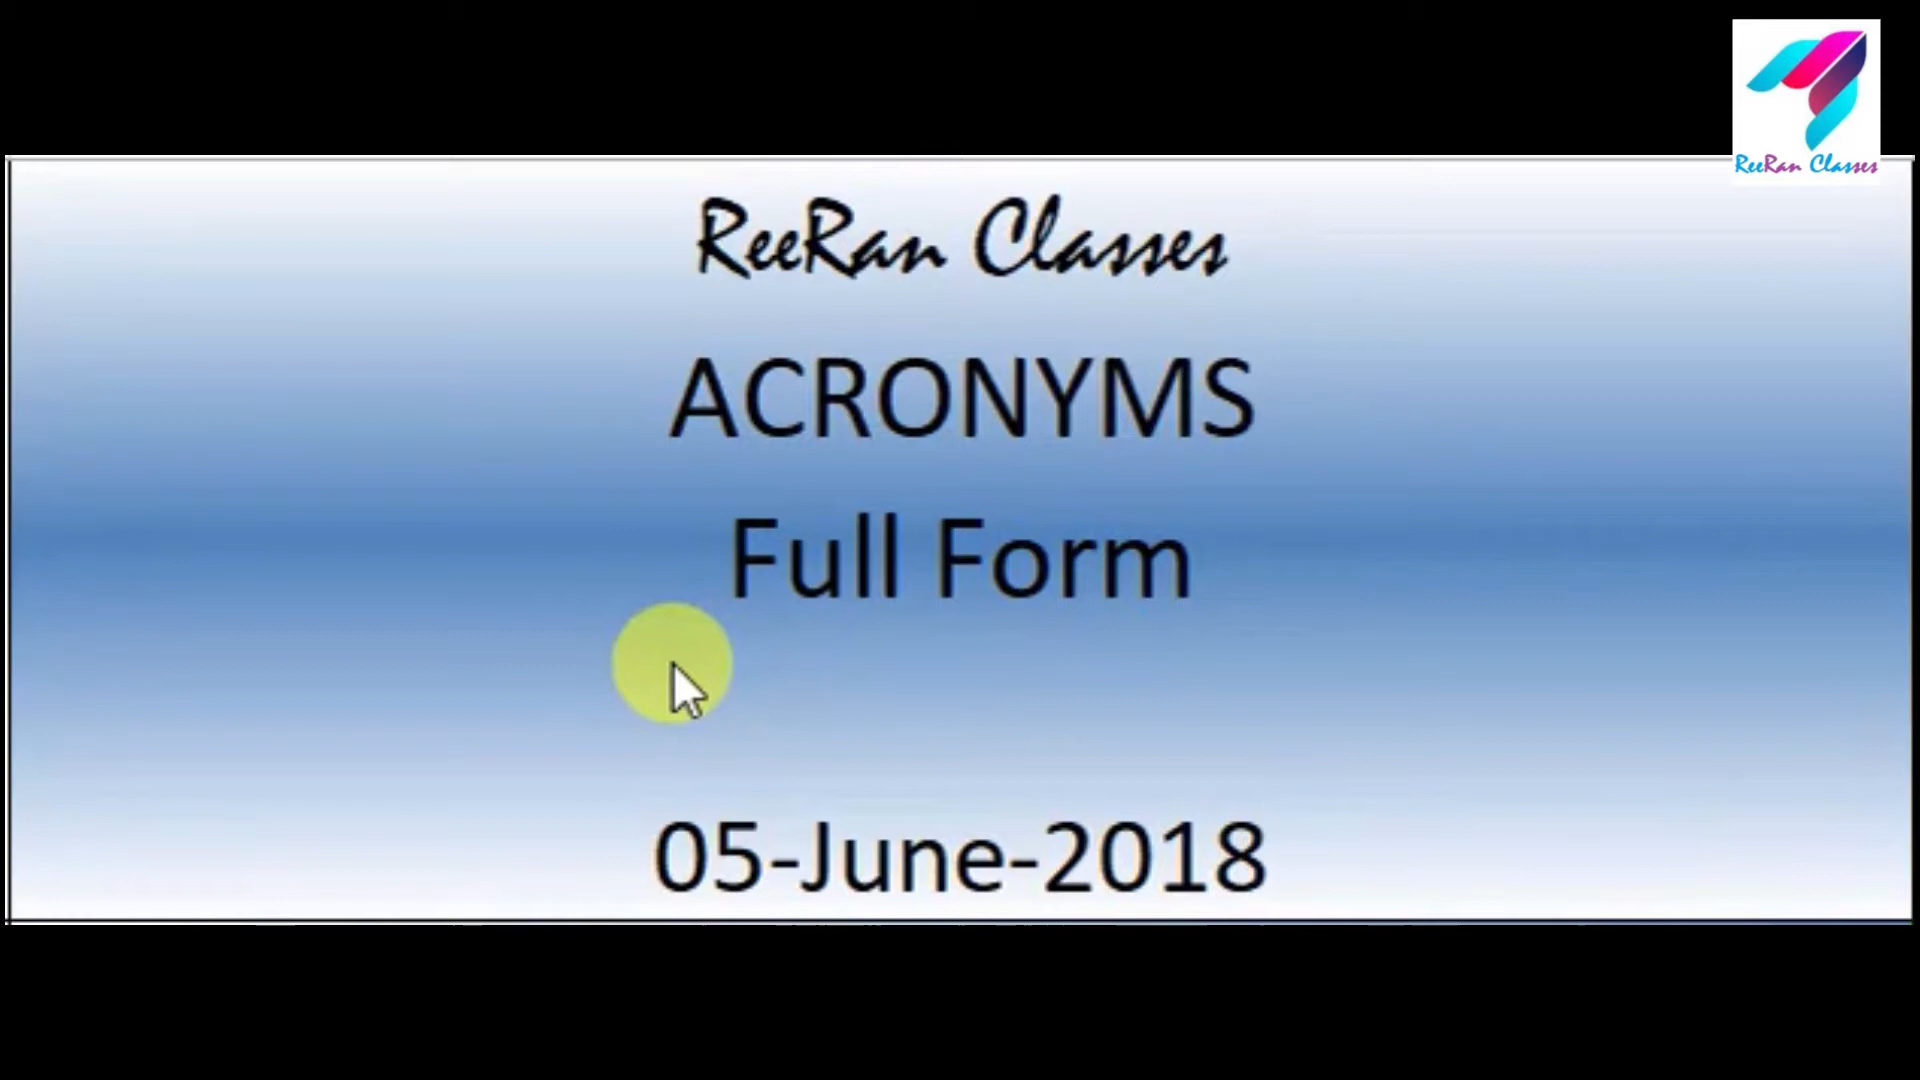 ReeRan Classes
ReeRan Classes
ACRONYMS
Full Form
05-June-2018